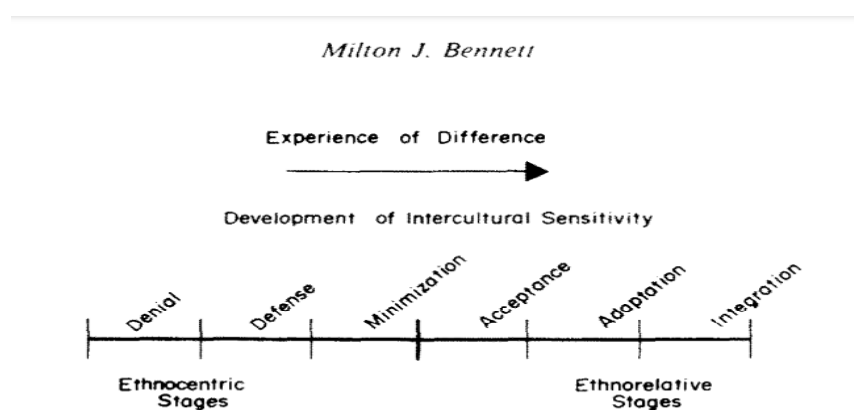 Milton J. Bennett
Experience of Difference
Development of Intercultural Sensitivity
Denial
Defense
Minimization
Acceptance
Adaptation
Integration
Ethnocentric
Stages
Ethnorelative
Stages